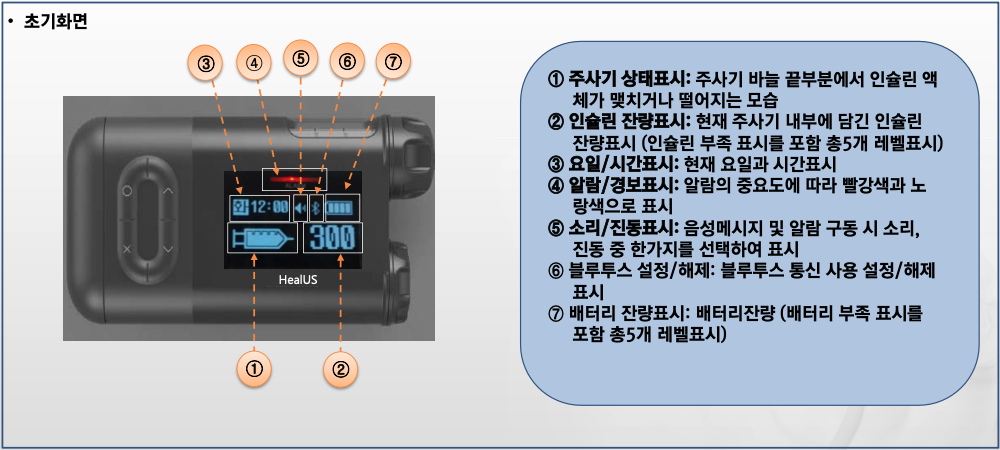 • 초기화면
③ ④ ⑤ ⑥ ⑦
ALARM
월 12:00
300
HealUS
① ②
① 주사기 상태표시: 주사기 바늘 끝부분에서 인슐린 액
체가 맺치거나 떨어지는 모습
② 인슐린 잔량표시: 현재 주사기 내부에 담긴 인슐린
잔량표시 (인슐린 부족 표시를 포함 총5개 레벨표시)
③ 요일/시간표시: 현재 요일과 시간표시
④ 알람/경보표시: 알람의 중요도에 따라 빨강색과 노
랑색으로 표시
⑤ 소리/진동표시: 음성메시지 및 알람 구동 시 소리,
진동 중 한가지를 선택하여 표시
⑥ 블루투스 설정/해제: 블루투스 통신 사용 설정/해제
표시
⑦ 배터리 잔량표시: 배터리잔량 (배터리 부족 표시를
포함 총5개 레벨표시)